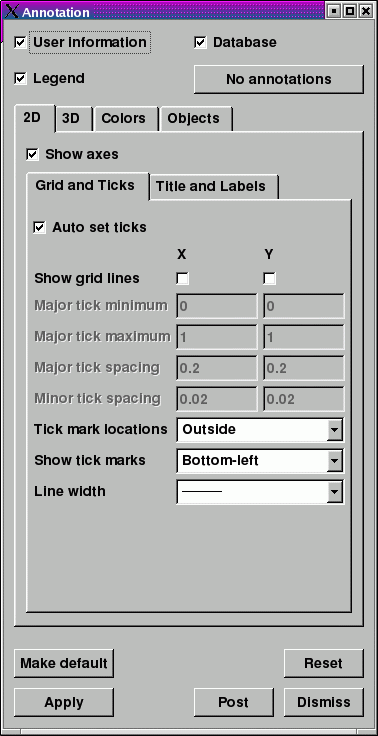 Annotation
User information Database
Legend No annotations
2D 3D Colors Objects
Show axes
Grid and Ticks Title and Labels
Auto set ticks
X Y
Show grid lines
Major tick minimum 0 0
Major tick maximum 1 1
Major tick spacing 0.2 0.2
Minor tick spacing 0.02 0.02
Tick mark locations Outside
Show tick marks Bottom-left
Line width
Make default Reset
Apply Post Dismiss